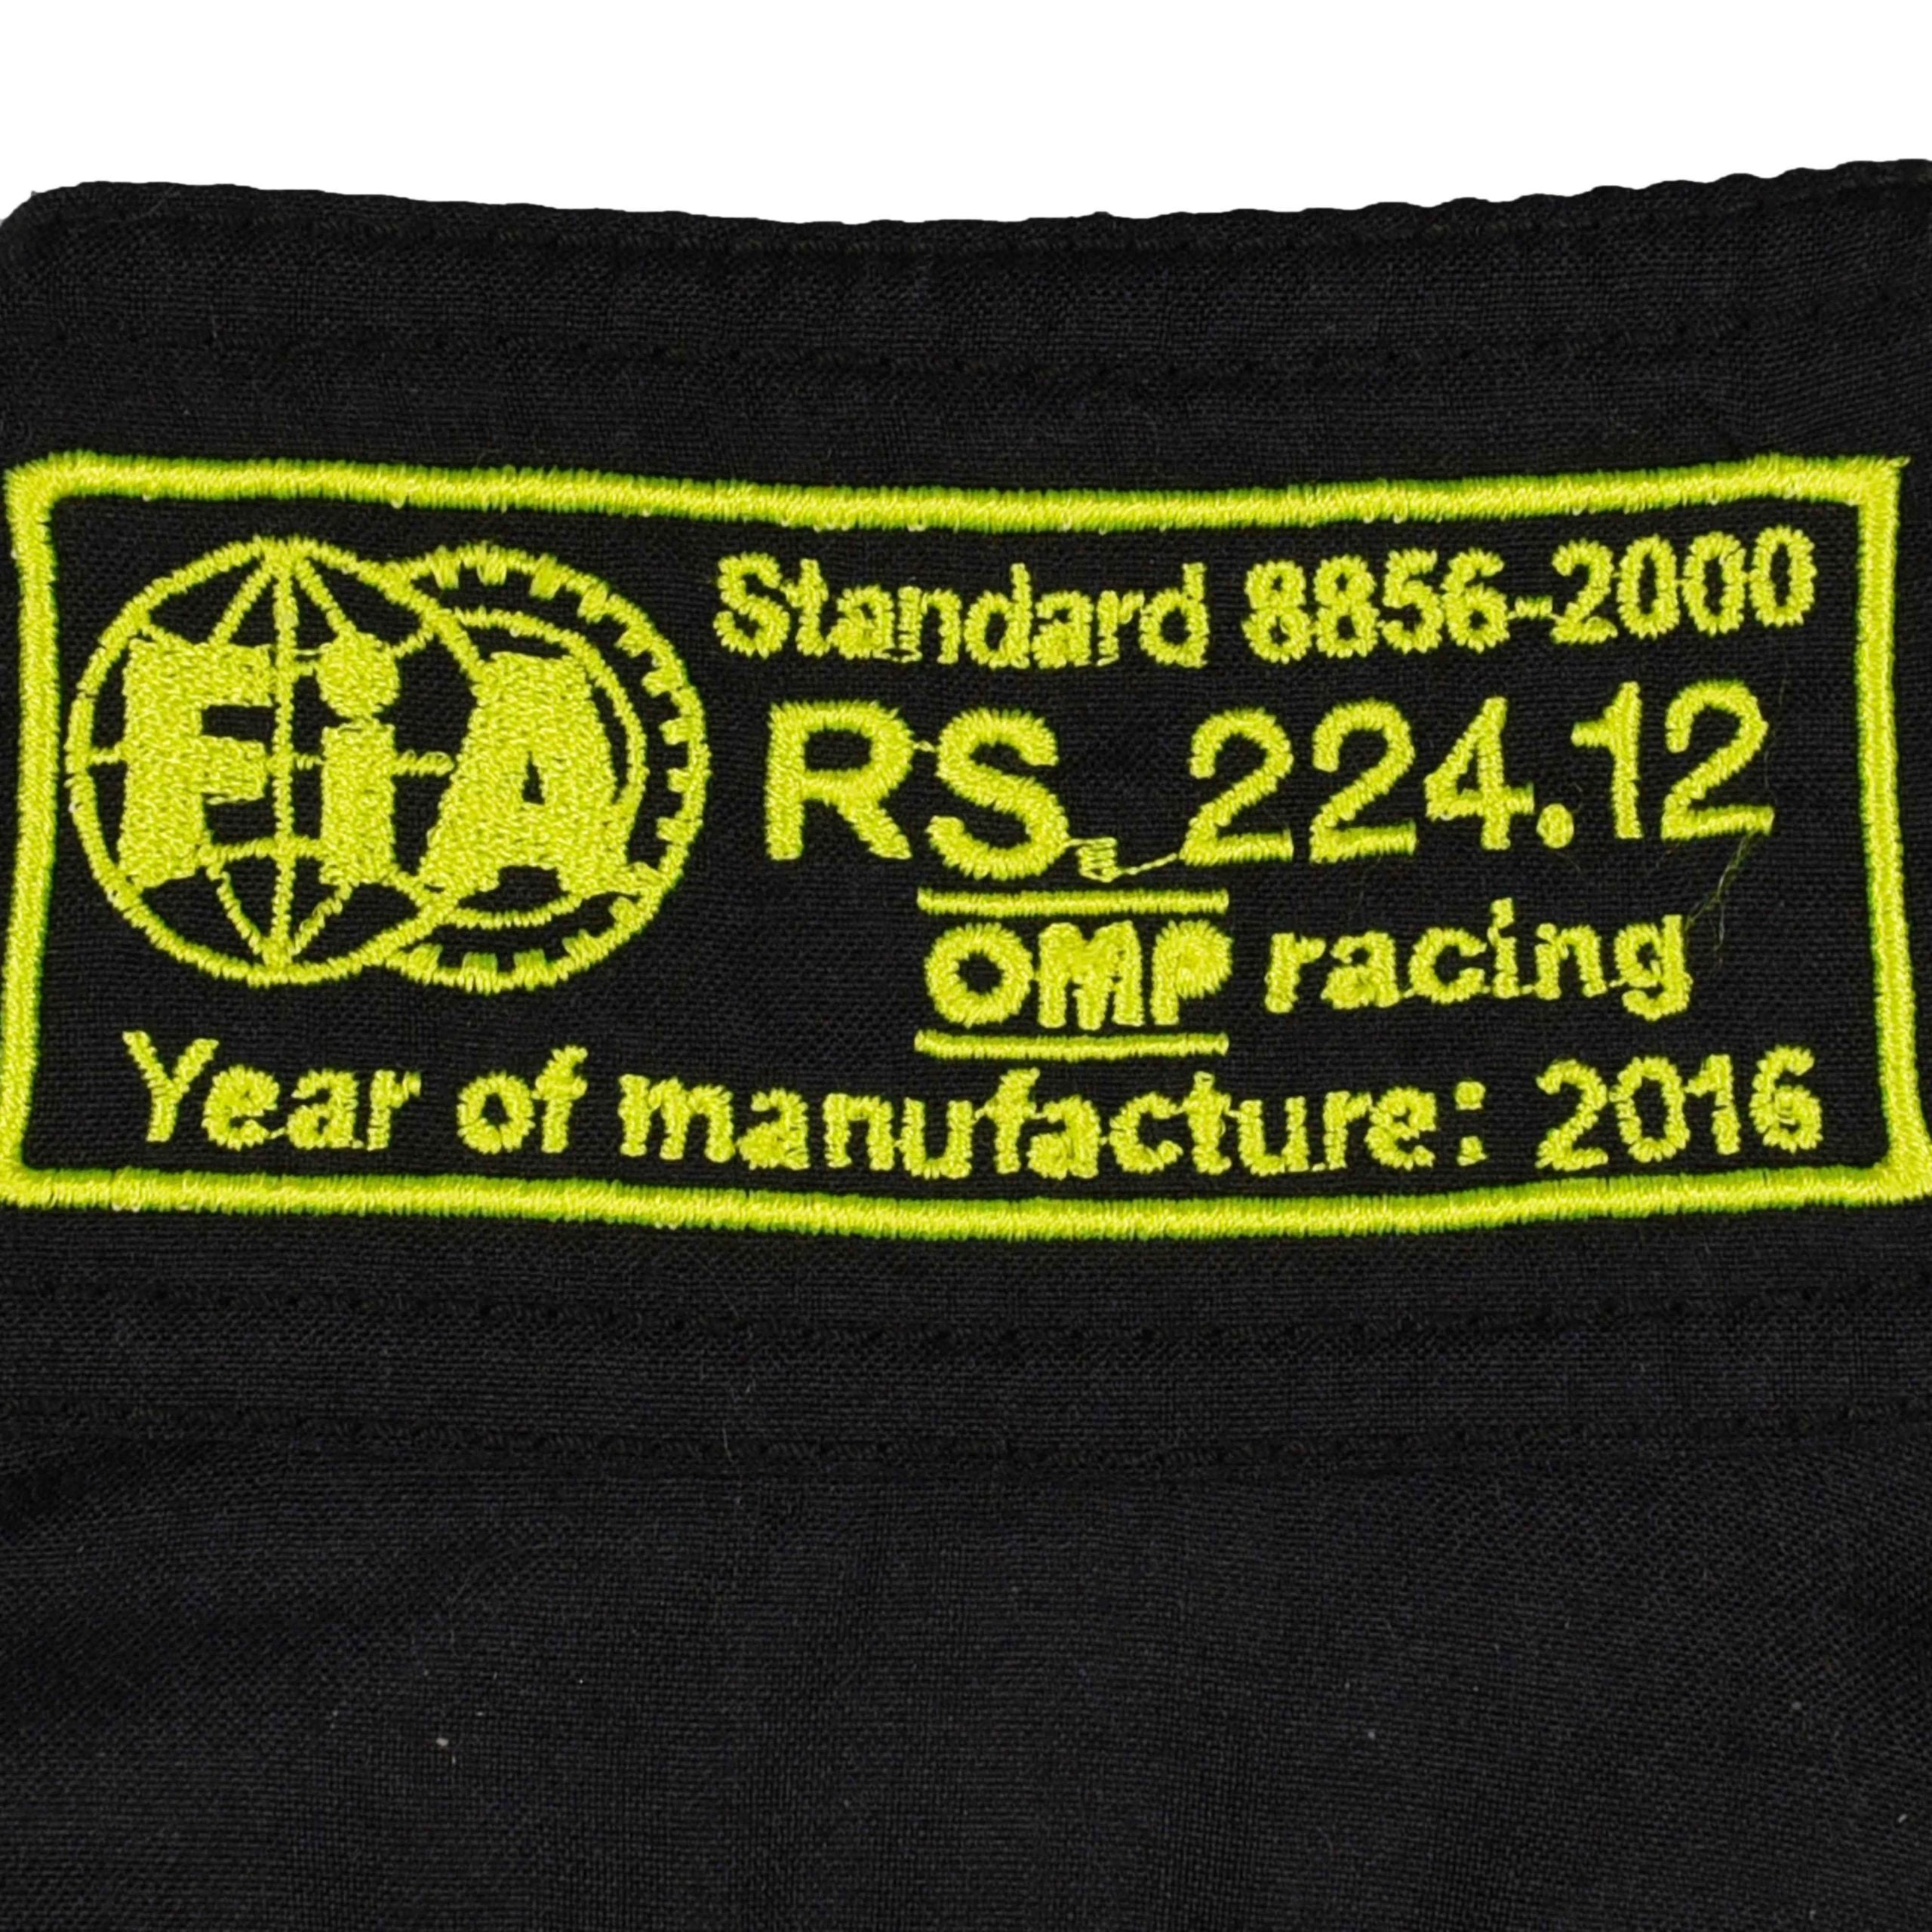 FiA
Standard 8856-2000
RS. 224.12
OMP racing
Year of manufacture: 2016